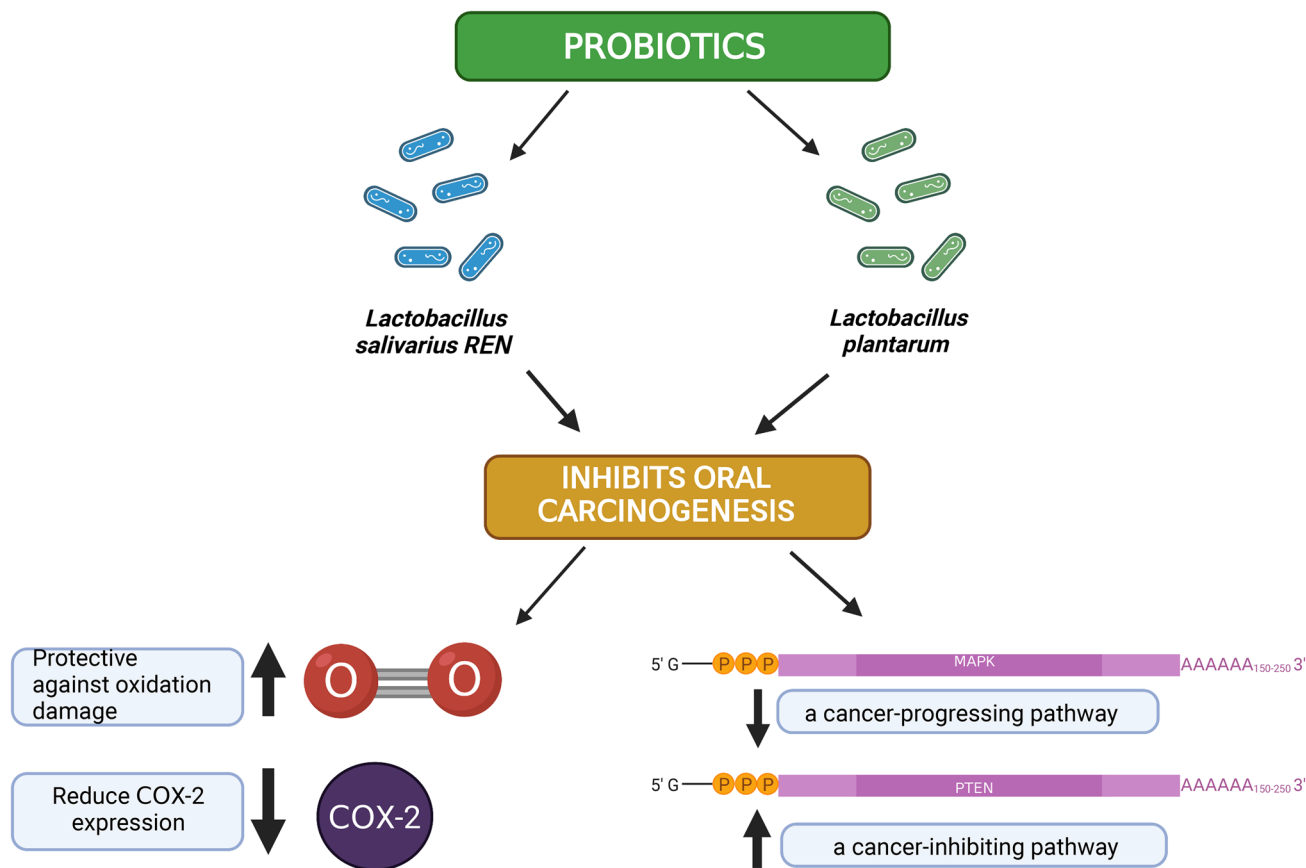 PROBIOTICS
Lactobacillus
salivarius REN
Lactobacillus
plantarum
INHIBITS ORAL
CARCINOGENESIS
Protective
against oxidation
damage
O O
Reduce COX-2
expression
COX-2
5' G P P P MAPK AAAAAA150-250 3'
a cancer-progressing pathway
5' G P P P PTEN AAAAAA150-250 3'
a cancer-inhibiting pathway